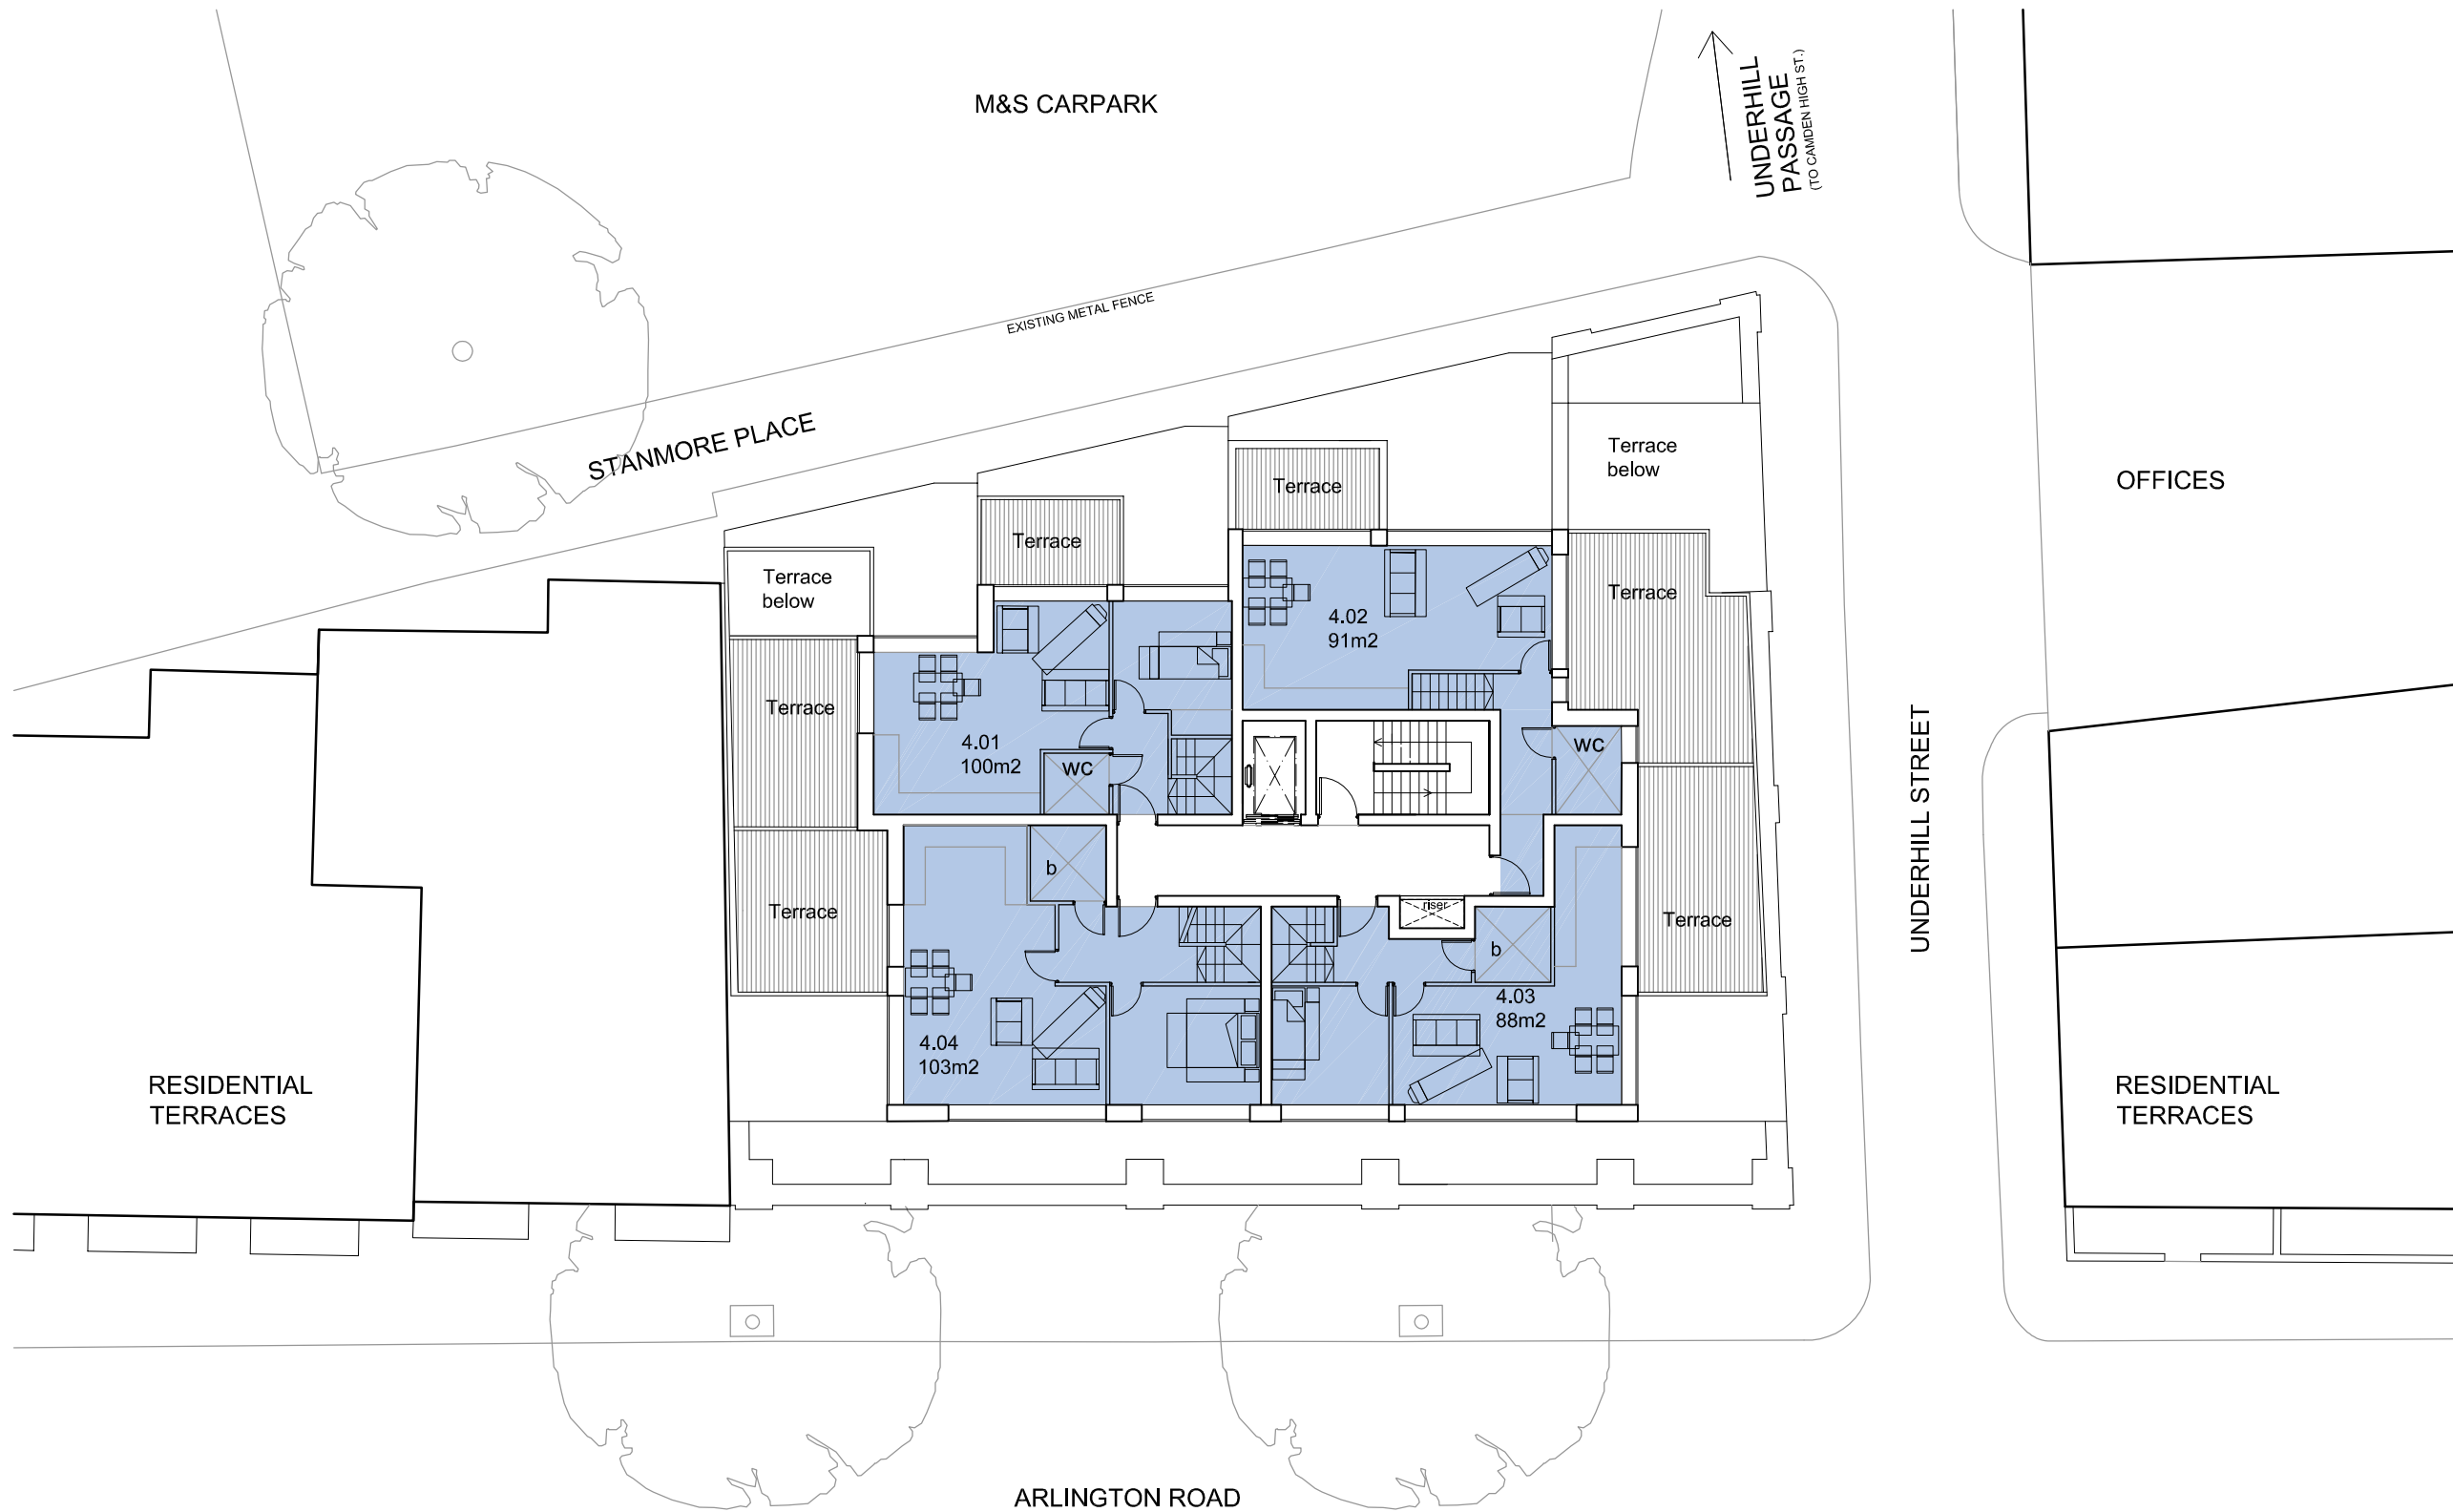 M&S CARPARK
UNDERHILL
PASSAGE
(TO CAMDEN HIGH ST.)
EXISTING METAL FENCE
STANMORE PLACE
Terrace
below
OFFICES
Terrace
Terrace
Terrace
below
Terrace
4.02
91m2
Terrace
4.01
100m2
wc
wc
UNDERHILL STREET
b
riser
Terrace
Terrace
b
4.03
88m2
4.04
103m2
RESIDENTIAL
TERRACES
RESIDENTIAL
TERRACES
ARLINGTON ROAD